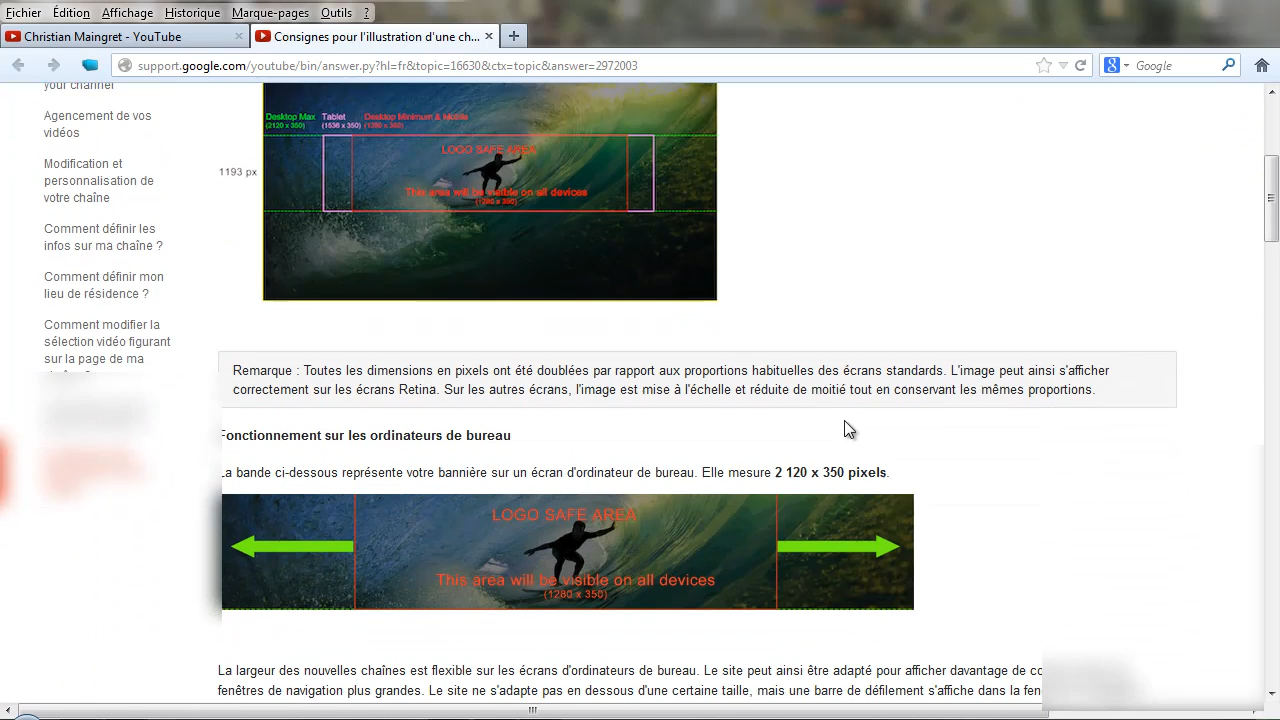 Fichier Édition Affichage Historique Marque-pages Outils ?
Christian Maingret - YouTube
Consignes pour l'illustration d'une ch...
support.google.com/youtube/bin/answer.py?hl=fr&topic=16630&ctx=topic&answer=2972003
Google
your channel
Agencement de vos
vidéos
Modification et
personnalisation de
votre chaîne
Comment définir les
infos sur ma chaîne ?
Comment définir mon
lieu de résidence ?
Comment modifier la
sélection vidéo figurant
sur la page de ma
Desktop Max Tablet Desktop Minimum & Mobile
(2120 x 350) (1536 x 350)
LOGO SAFE AREA
1193 px
This area will be visible on all devices
(1280 x 350)
Remarque : Toutes les dimensions en pixels ont été doublées par rapport aux proportions habituelles des écrans standards. L'image peut ainsi s'afficher
correctement sur les écrans Retina. Sur les autres écrans, l'image est mise à l'échelle et réduite de moitié tout en conservant les mêmes proportions.
Fonctionnement sur les ordinateurs de bureau
La bande ci-dessous représente votre bannière sur un écran d'ordinateur de bureau. Elle mesure 2 120 x 350 pixels.
LOGO SAFE AREA
This area will be visible on all devices
(1280 x 350)
La largeur des nouvelles chaînes est flexible sur les écrans d'ordinateurs de bureau. Le site peut ainsi être adapté pour afficher davantage de co
fenêtres de navigation plus grandes. Le site ne s'adapte pas en dessous d'une certaine taille, mais une barre de défilement s'affiche dans la fen